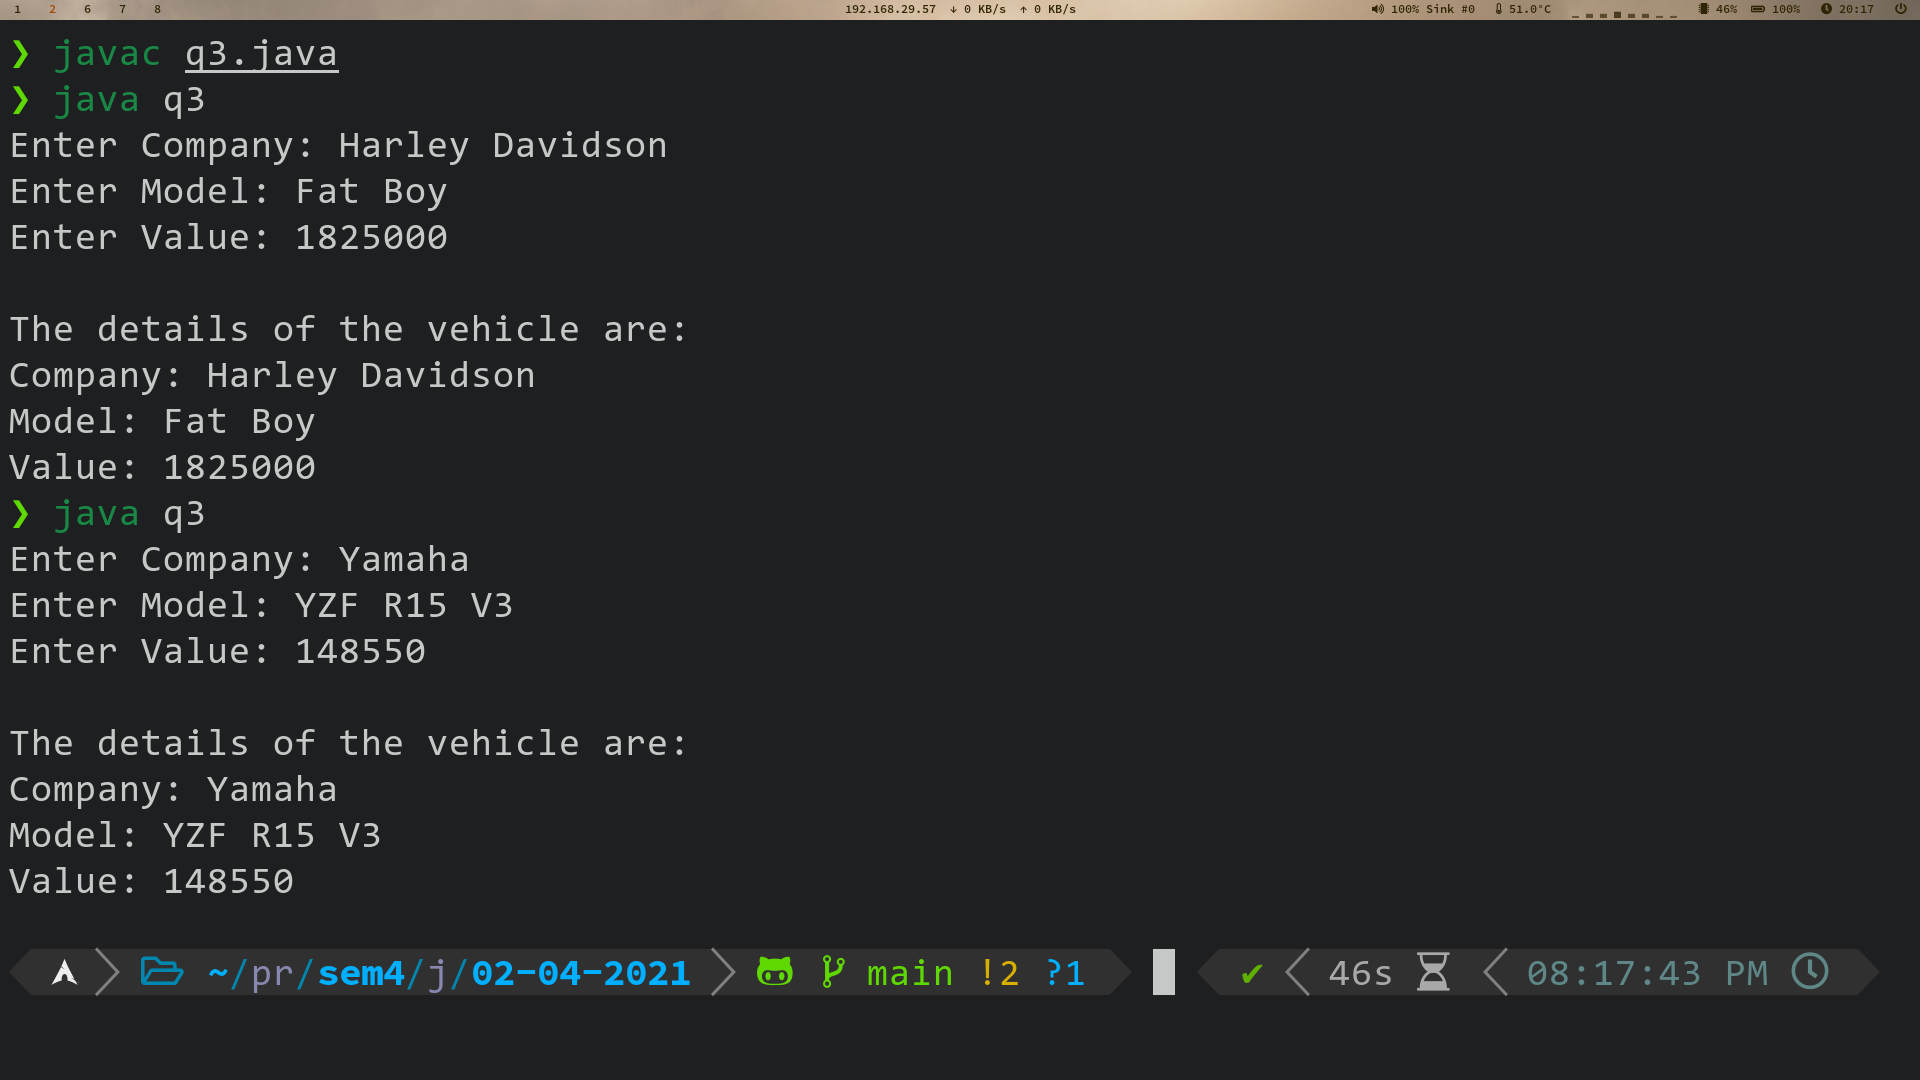 1 2 6 7 8 192.168.29.57 ↓ 0 KB/s ↑ 0 KB/s 100% Sink #0 51.0°C 46% 100% 20:17
❯ javac q3.java
❯ java q3
Enter Company: Harley Davidson
Enter Model: Fat Boy
Enter Value: 1825000
The details of the vehicle are:
Company: Harley Davidson
Model: Fat Boy
Value: 1825000
❯ java q3
Enter Company: Yamaha
Enter Model: YZF R15 V3
Enter Value: 148550
The details of the vehicle are:
Company: Yamaha
Model: YZF R15 V3
Value: 148550
~/pr/sem4/j/02-04-2021 main !2 ?1 ✔ 46s 08:17:43 PM